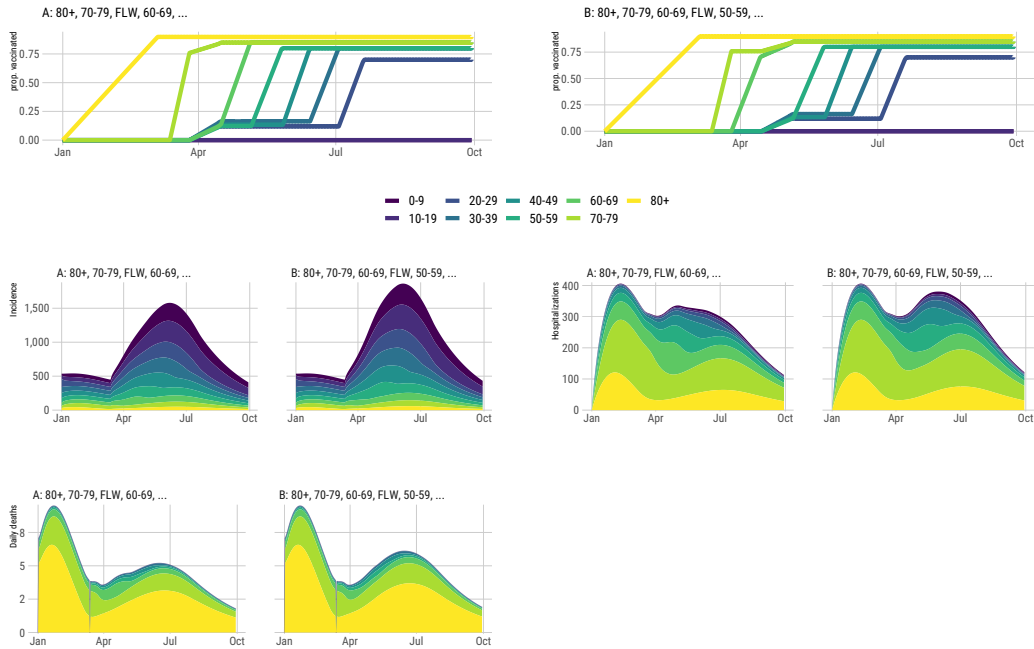 A: 80+, 70-79, FLW, 60-69, ...
prop. vaccinated
0.75
0.50
0.25
0.00
Jan
Apr
Jul
Oct
B: 80+, 70-79, 60-69, FLW, 50-59, ...
prop. vaccinated
0.75
0.50
0.25
0.00
Jan
Apr
Jul
Oct
0-9
20-29
40-49
60-69
80+
10-19
30-39
50-59
70-79
A: 80+, 70-79, FLW, 60-69, ...
Incidence
1,500
1,000
500
0
Jan
Apr
Jul
Oct
B: 80+, 70-79, 60-69, FLW, 50-59, ...
Jan
Apr
Jul
Oct
A: 80+, 70-79, FLW, 60-69, ...
Hospitalizations
400
300
200
100
0
Jan
Apr
Jul
Oct
B: 80+, 70-79, 60-69, FLW, 50-59, ...
Jan
Apr
Jul
Oct
A: 80+, 70-79, FLW, 60-69, ...
Daily deaths
8
5
2
0
Jan
Apr
Jul
Oct
B: 80+, 70-79, 60-69, FLW, 50-59, ...
Jan
Apr
Jul
Oct